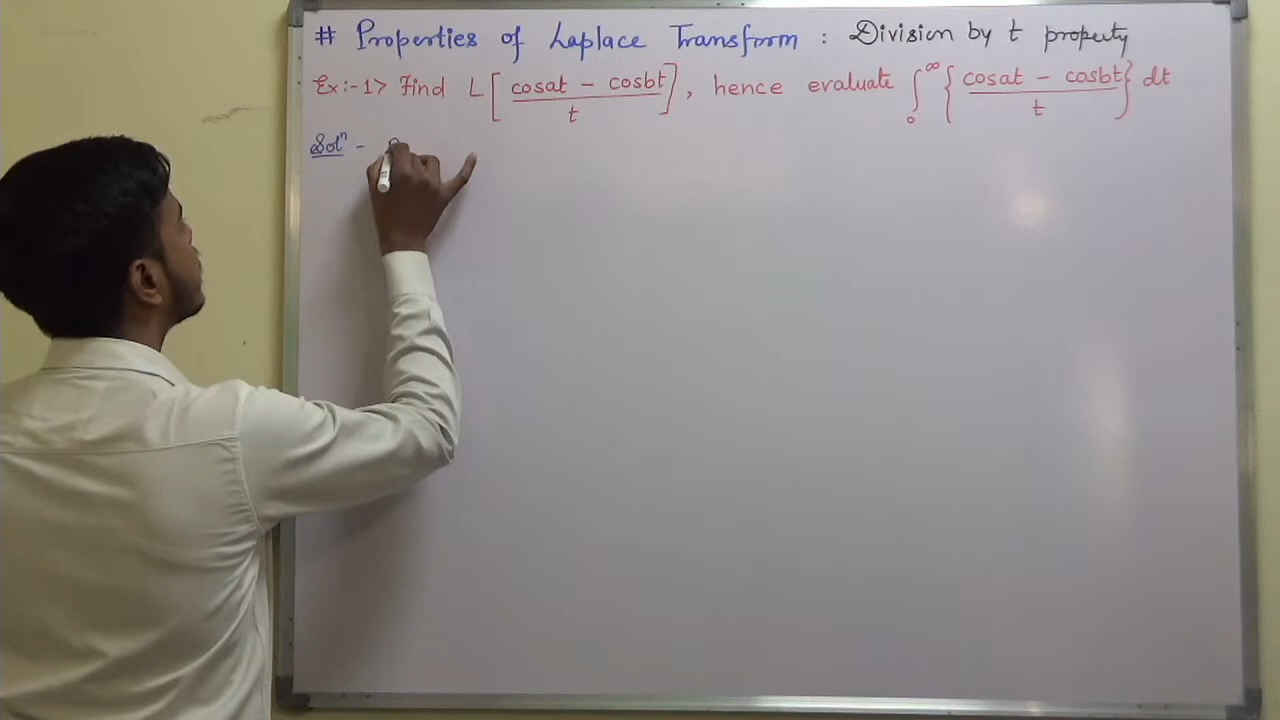 # Properties of Laplace Transform : Division by t property
Ex:-1> Find L[(cosat - cosbt)/t], hence evaluate ∫₀^∞ {(cosat - cosbt)/t} dt
Solⁿ -